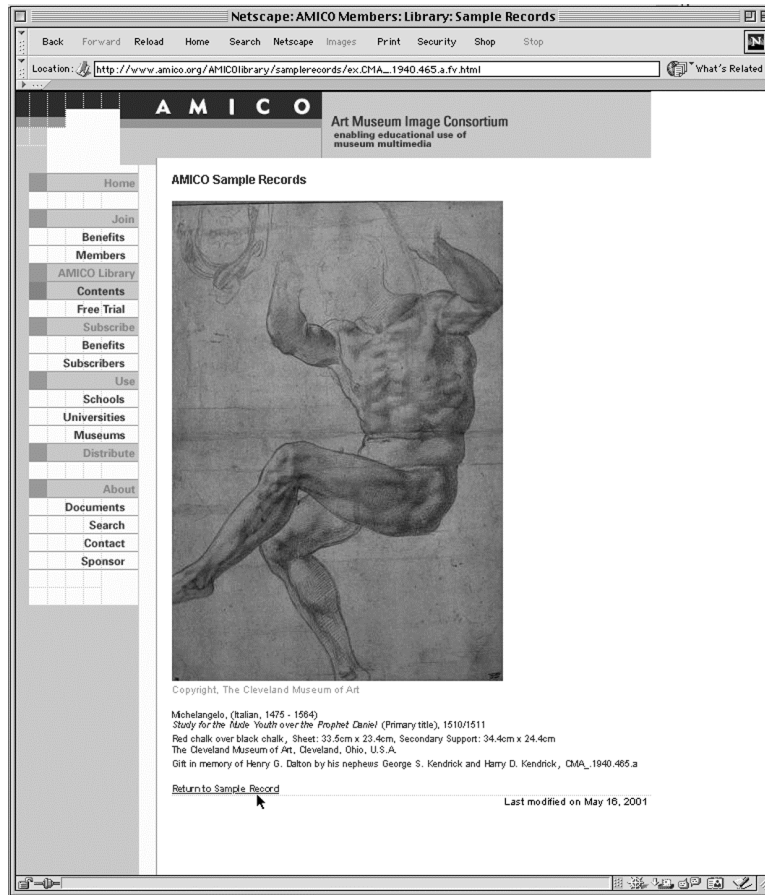 Netscape: AMICO Members: Library: Sample Records
Back Forward Reload Home Search Netscape Images Print Security Shop Stop
N
Location: http://www.amico.org/AMICOlibrary/samplerecords/ex.CMA_.1940.465.a.fv.html What's Related
A M I C O
Art Museum Image Consortium
enabling educational use of
museum multimedia
Home
Join
Benefits
Members
AMICO Library
Contents
Free Trial
Subscribe
Benefits
Subscribers
Use
Schools
Universities
Museums
Distribute
About
Documents
Search
Contact
Sponsor
AMICO Sample Records
Copyright, The Cleveland Museum of Art
Michelangelo, (Italian, 1475 - 1564)
Study for the Nude Youth over the Prophet Daniel (Primary title), 1510/1511
Red chalk over black chalk, Sheet: 33.5cm x 23.4cm, Secondary Support: 34.4cm x 24.4cm
The Cleveland Museum of Art, Cleveland, Ohio, U.S.A.
Gift in memory of Henry G. Dalton by his nephews George S. Kendrick and Harry D. Kendrick, CMA_.1940.465.a
Return to Sample Record
Last modified on May 16, 2001